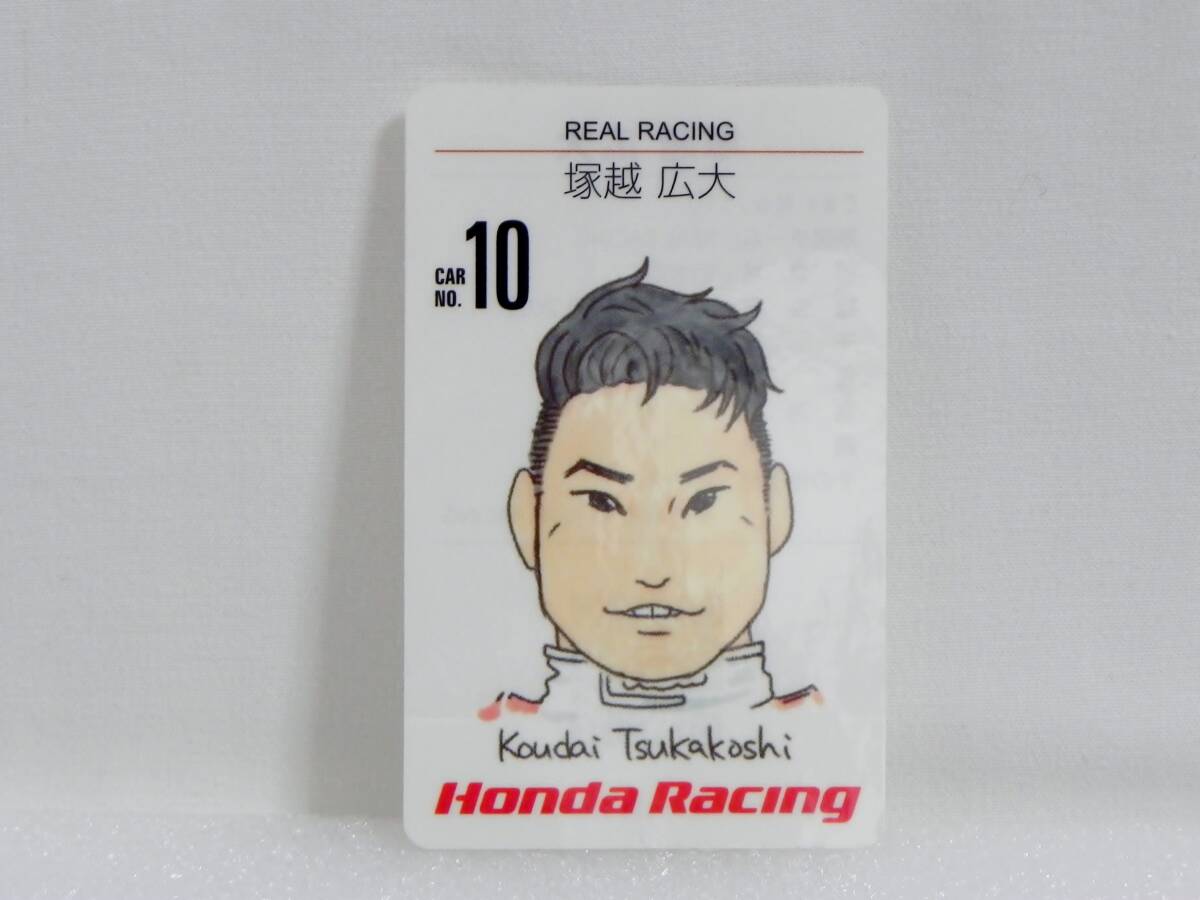 REAL RACING
塚越 広大
CAR NO. 10
Koudai Tsukakoshi
Honda Racing